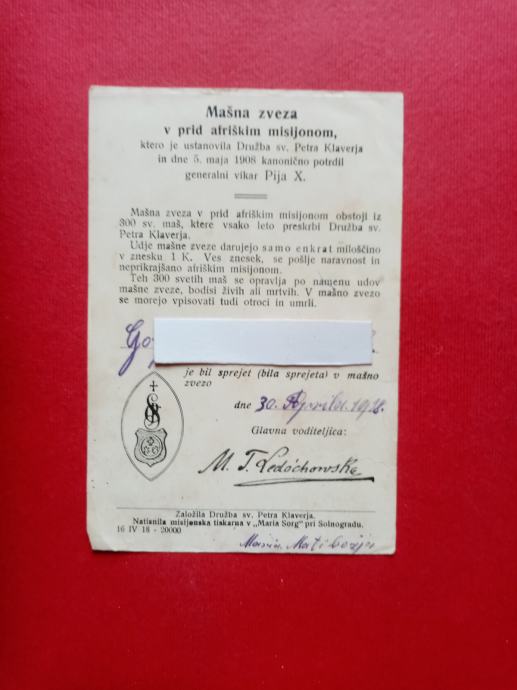 Mašna zveza
v prid afriškim misijonom,
ktero je ustanovila Družba sv. Petra Klaverja
in dne 5. maja 1908 kanonično potrdil
generalni vikar Pija X.
Mašna zveza v prid afriškim misijonom obstoji iz
300 sv. maš, ktere vsako leto preskrbi Družba sv.
Petra Klaverja.
Udje mašne zveze darujejo samo enkrat miloščino
v znesku 1 K. Ves znesek, se pošlje naravnost in
neprikrajšano afriškim misijonom.
Teh 300 svetih maš se opravlja po namenu udov
mašne zveze, bodisi živih ali mrtvih. V mašno zvezo
se morejo vpisovati tudi otroci in umrli.
je bil sprejet (bila sprejeta) v mašno
zvezo
dne 30. Aprila 1918.
Glavna voditeljica:
M. T. Ledóchowska
Založila Družba sv. Petra Klaverja.
Natisnila misijonska tiskarna v „Maria Sorg" pri Solnogradu.
16 IV 18 - 20000
Mati božja